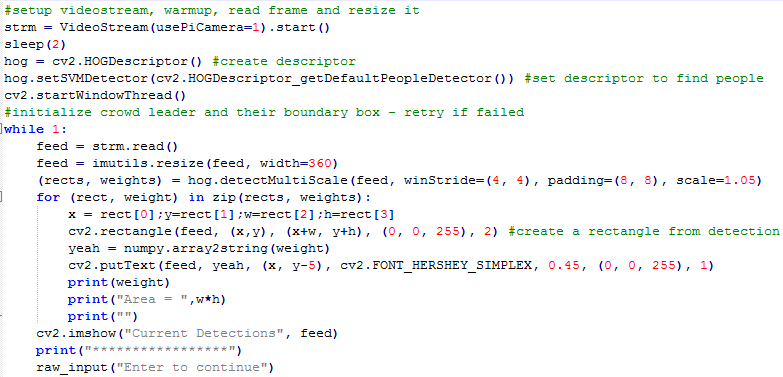 #setup videostream, warmup, read frame and resize it
strm = VideoStream(usePiCamera=1).start()
sleep(2)
hog = cv2.HOGDescriptor() #create descriptor
hog.setSVMDetector(cv2.HOGDescriptor_getDefaultPeopleDetector()) #set descriptor to find people
cv2.startWindowThread()
#initialize crowd leader and their boundary box - retry if failed
while 1:
    feed = strm.read()
    feed = imutils.resize(feed, width=360)
    (rects, weights) = hog.detectMultiScale(feed, winStride=(4, 4), padding=(8, 8), scale=1.05)
    for (rect, weight) in zip(rects, weights):
        x = rect[0];y=rect[1];w=rect[2];h=rect[3]
        cv2.rectangle(feed, (x,y), (x+w, y+h), (0, 0, 255), 2) #create a rectangle from detection
        yeah = numpy.array2string(weight)
        cv2.putText(feed, yeah, (x, y-5), cv2.FONT_HERSHEY_SIMPLEX, 0.45, (0, 0, 255), 1)
        print(weight)
        print("Area = ",w*h)
        print("")
    cv2.imshow("Current Detections", feed)
    print("*****************")
    raw_input("Enter to continue")